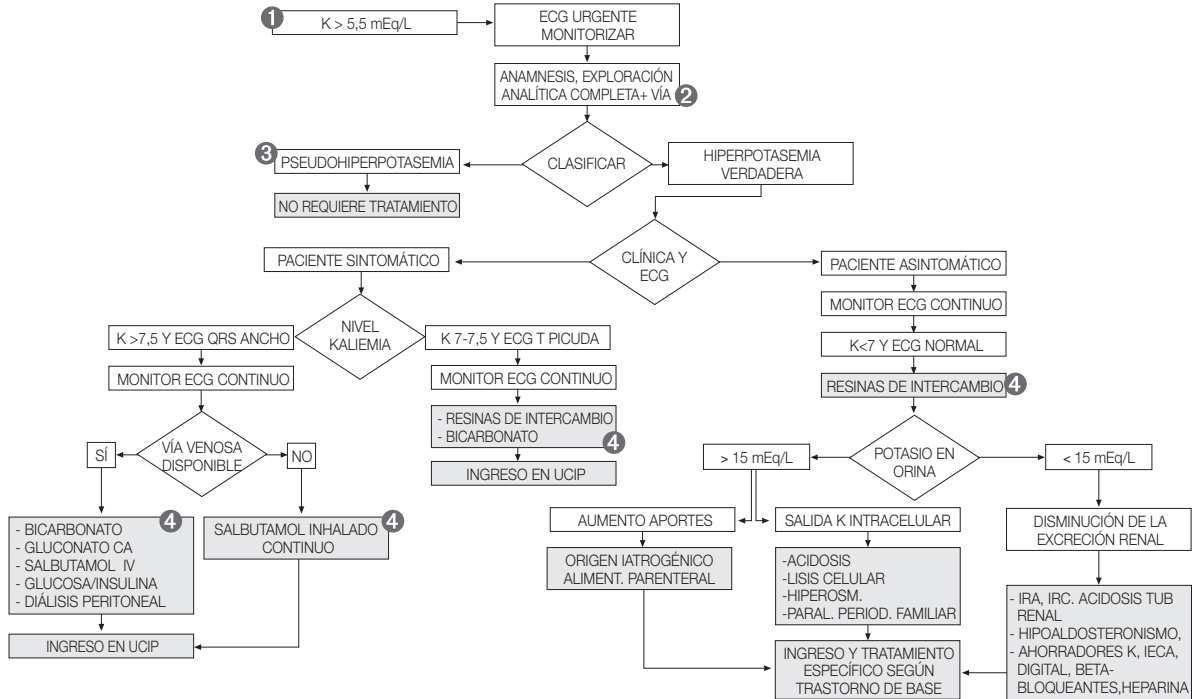 1
K > 5,5 mEq/L
ECG URGENTE
MONITORIZAR
ANAMNESIS, EXPLORACIÓN
ANALÍTICA COMPLETA+ VÍA 2
3
PSEUDOHIPERPOTASEMIA
CLASIFICAR
HIPERPOTASEMIA
VERDADERA
NO REQUIERE TRATAMIENTO
CLÍNICA Y
ECG
PACIENTE SINTOMÁTICO
PACIENTE ASINTOMÁTICO
MONITOR ECG CONTINUO
K<7 Y ECG NORMAL
RESINAS DE INTERCAMBIO 4
NIVEL
KALIEMIA
K >7,5 Y ECG QRS ANCHO
MONITOR ECG CONTINUO
K 7-7,5 Y ECG T PICUDA
MONITOR ECG CONTINUO
- RESINAS DE INTERCAMBIO
- BICARBONATO 4
INGRESO EN UCIP
VÍA VENOSA
DISPONIBLE
SÍ
NO
- BICARBONATO 4
- GLUCONATO CA
- SALBUTAMOL IV
- GLUCOSA/INSULINA
- DIÁLISIS PERITONEAL
SALBUTAMOL INHALADO 4
CONTINUO
INGRESO EN UCIP
POTASIO EN
ORINA
> 15 mEq/L
< 15 mEq/L
AUMENTO APORTES
ORIGEN IATROGÉNICO
ALIMENT. PARENTERAL
SALIDA K INTRACELULAR
-ACIDOSIS
-LISIS CELULAR
-HIPEROSM.
-PARAL. PERIOD. FAMILIAR
DISMINUCIÓN DE LA
EXCRECIÓN RENAL
- IRA, IRC. ACIDOSIS TUB
RENAL
- HIPOALDOSTERONISMO,
- AHORRADORES K, IECA,
DIGITAL, BETA-
BLOQUEANTES,HEPARINA
INGRESO Y TRATAMIENTO
ESPECÍFICO SEGÚN
TRASTORNO DE BASE